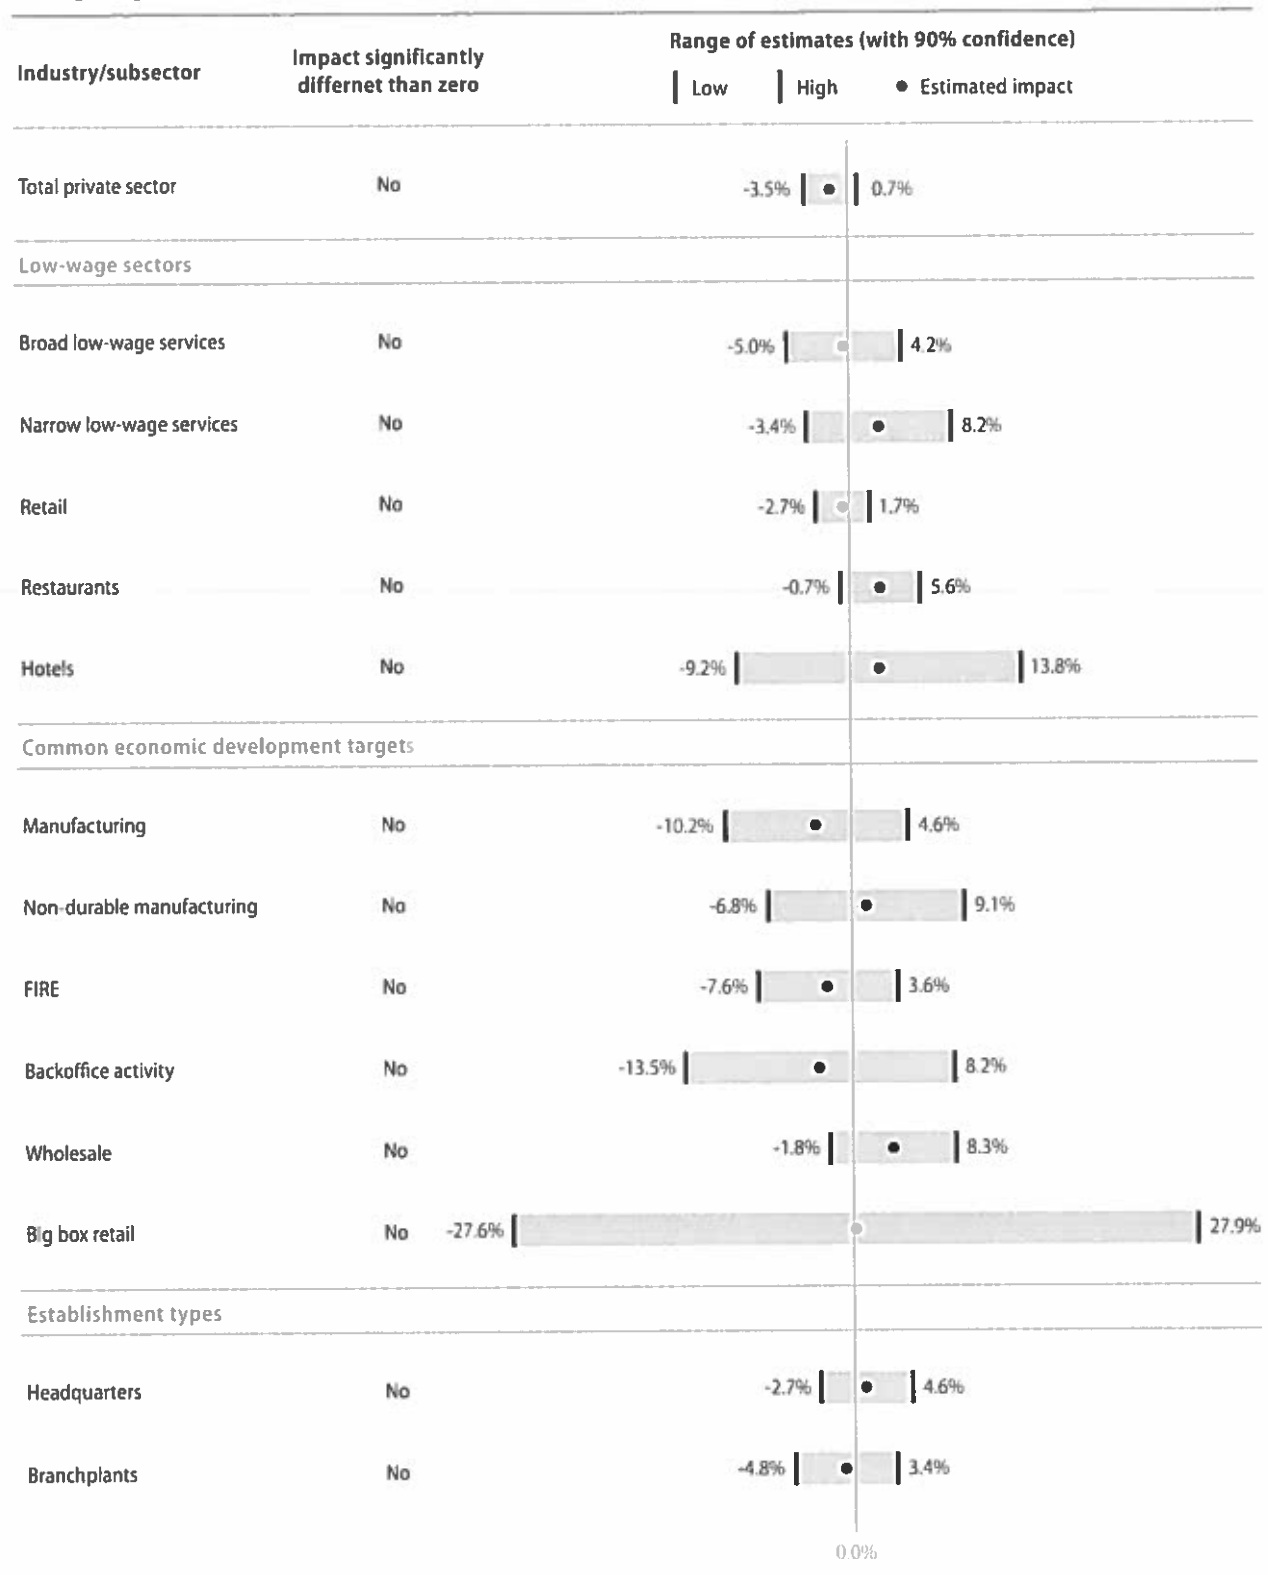 Industry/subsector
Impact significantly
differnet than zero
Range of estimates (with 90% confidence)
Low High Estimated impact
Total private sector No -3.5% 0.7%
Low-wage sectors
Broad low-wage services No -5.0% 4.2%
Narrow low-wage services No -3.4% 8.2%
Retail No -2.7% 1.7%
Restaurants No -0.7% 5.6%
Hotels No -9.2% 13.8%
Common economic development targets
Manufacturing No -10.2% 4.6%
Non-durable manufacturing No -6.8% 9.1%
FIRE No -7.6% 3.6%
Backoffice activity No -13.5% 8.2%
Wholesale No -1.8% 8.3%
Big box retail No -27.6% 27.9%
Establishment types
Headquarters No -2.7% 4.6%
Branchplants No -4.8% 3.4%
0.0%